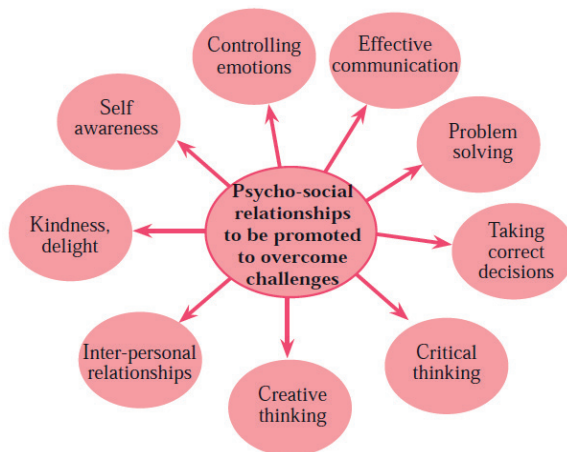 Controlling
emotions
Effective
communication
Self
awareness
Problem
solving
Psycho-social
relationships
to be promoted
to overcome
challenges
Kindness,
delight
Taking
correct
decisions
Inter-personal
relationships
Critical
thinking
Creative
thinking